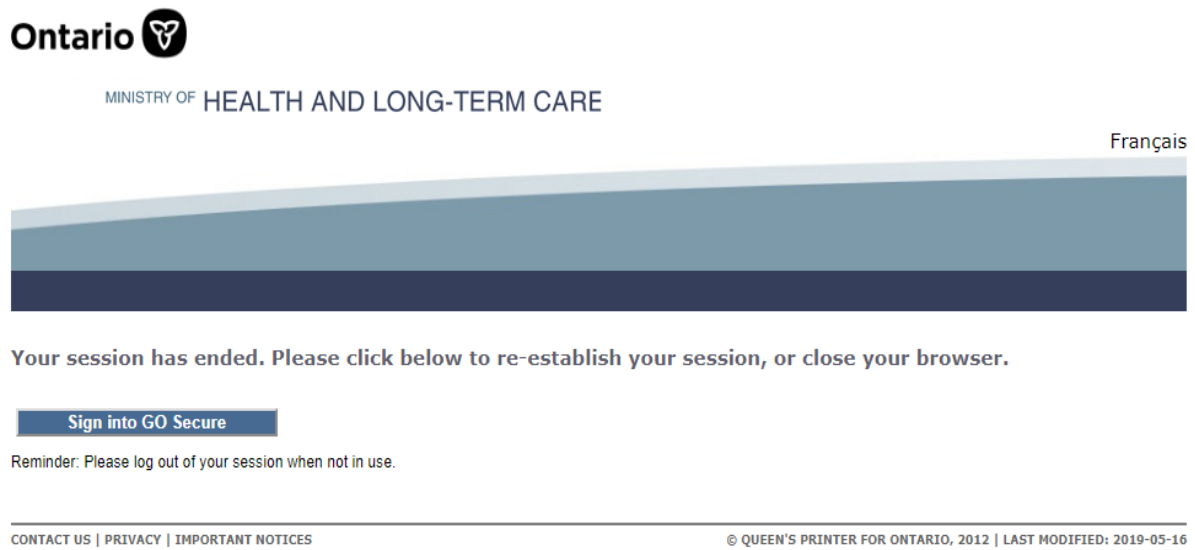 Ontario
MINISTRY OF HEALTH AND LONG-TERM CARE
Français
Your session has ended. Please click below to re-establish your session, or close your browser.
Sign into GO Secure
Reminder: Please log out of your session when not in use.
CONTACT US | PRIVACY | IMPORTANT NOTICES © QUEEN'S PRINTER FOR ONTARIO, 2012 | LAST MODIFIED: 2019-05-16